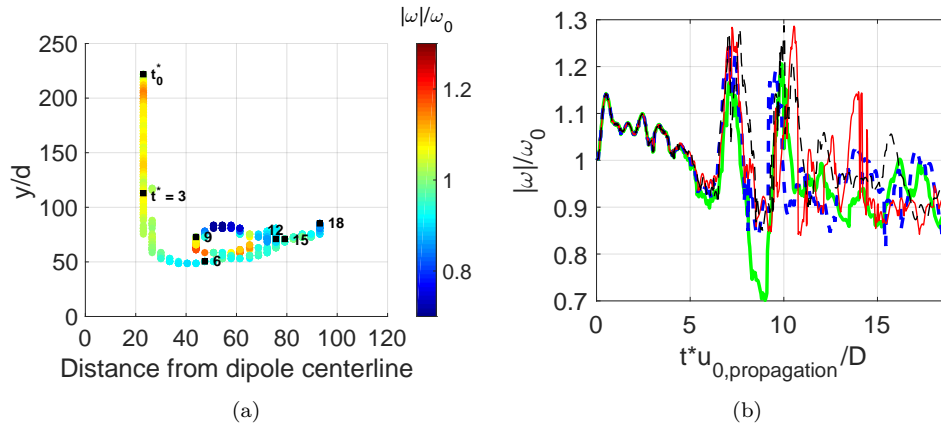 |ω|/ω0
250
200
150
100
50
0
y/d
t0*
t* = 3
9
6
12
15
18
0 20 40 60 80 100 120
Distance from dipole centerline
1.2
1
0.8
(a)
1.3
1.2
1.1
1
0.9
0.8
0.7
|ω|/ω0
0 5 10 15
t*u0,propagation/D
(b)